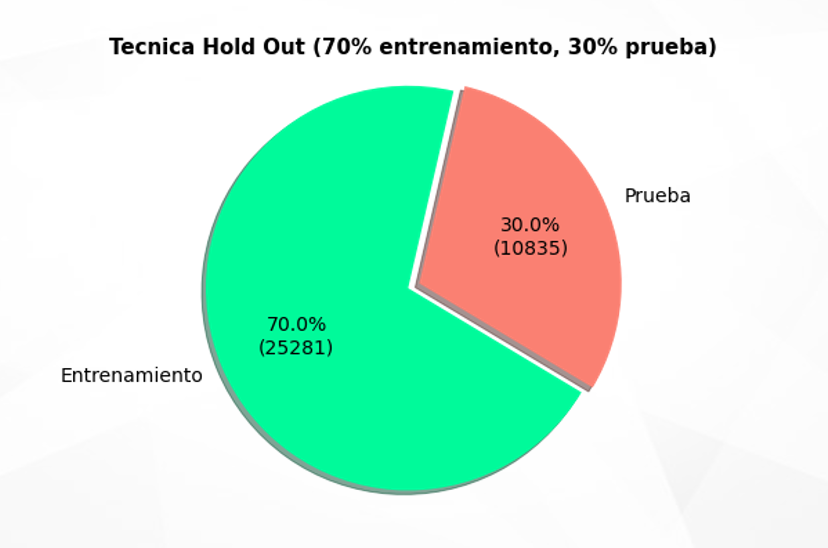 Tecnica Hold Out (70% entrenamiento, 30% prueba)
Prueba
30.0%
(10835)
70.0%
(25281)
Entrenamiento